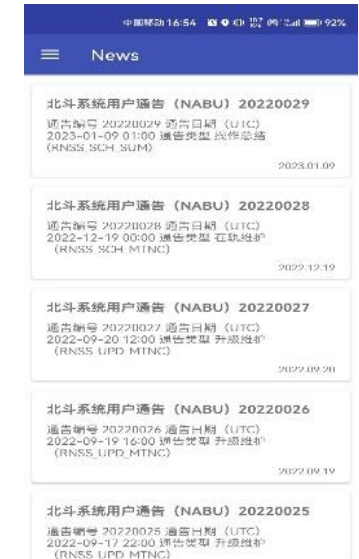 中国移动 16:54 92%
News
北斗系统用户通告（NABU）20220029
通告编号 20220029 通告日期（UTC）
2023-01-09 01:00 通告类型 操作总结
(RNSS_SCH_SUM)
2023.01.09
北斗系统用户通告（NABU）20220028
通告编号 20220028 通告日期（UTC）
2022-12-19 00:00 通告类型 在轨维护
（RNSS_SCH_MTNC)
2022.12.19
北斗系统用户通告（NABU）20220027
通告编号 20220027 通告日期（UTC）
2022-09-20 12:00 通告类型 升级维护
（RNSS_UPD_MTNC)
2022.09.20
北斗系统用户通告（NABU）20220026
通告编号 20220026 通告日期（UTC）
2022-09-19 16:00 通告类型 升级维护
（RNSS_UPD_MTNC)
2022.09.19
北斗系统用户通告（NABU）20220025
通告编号 20220025 通告日期（UTC）
2022-09-17 22:00 通告类型 升级维护
（RNSS_UPD_MTNC)